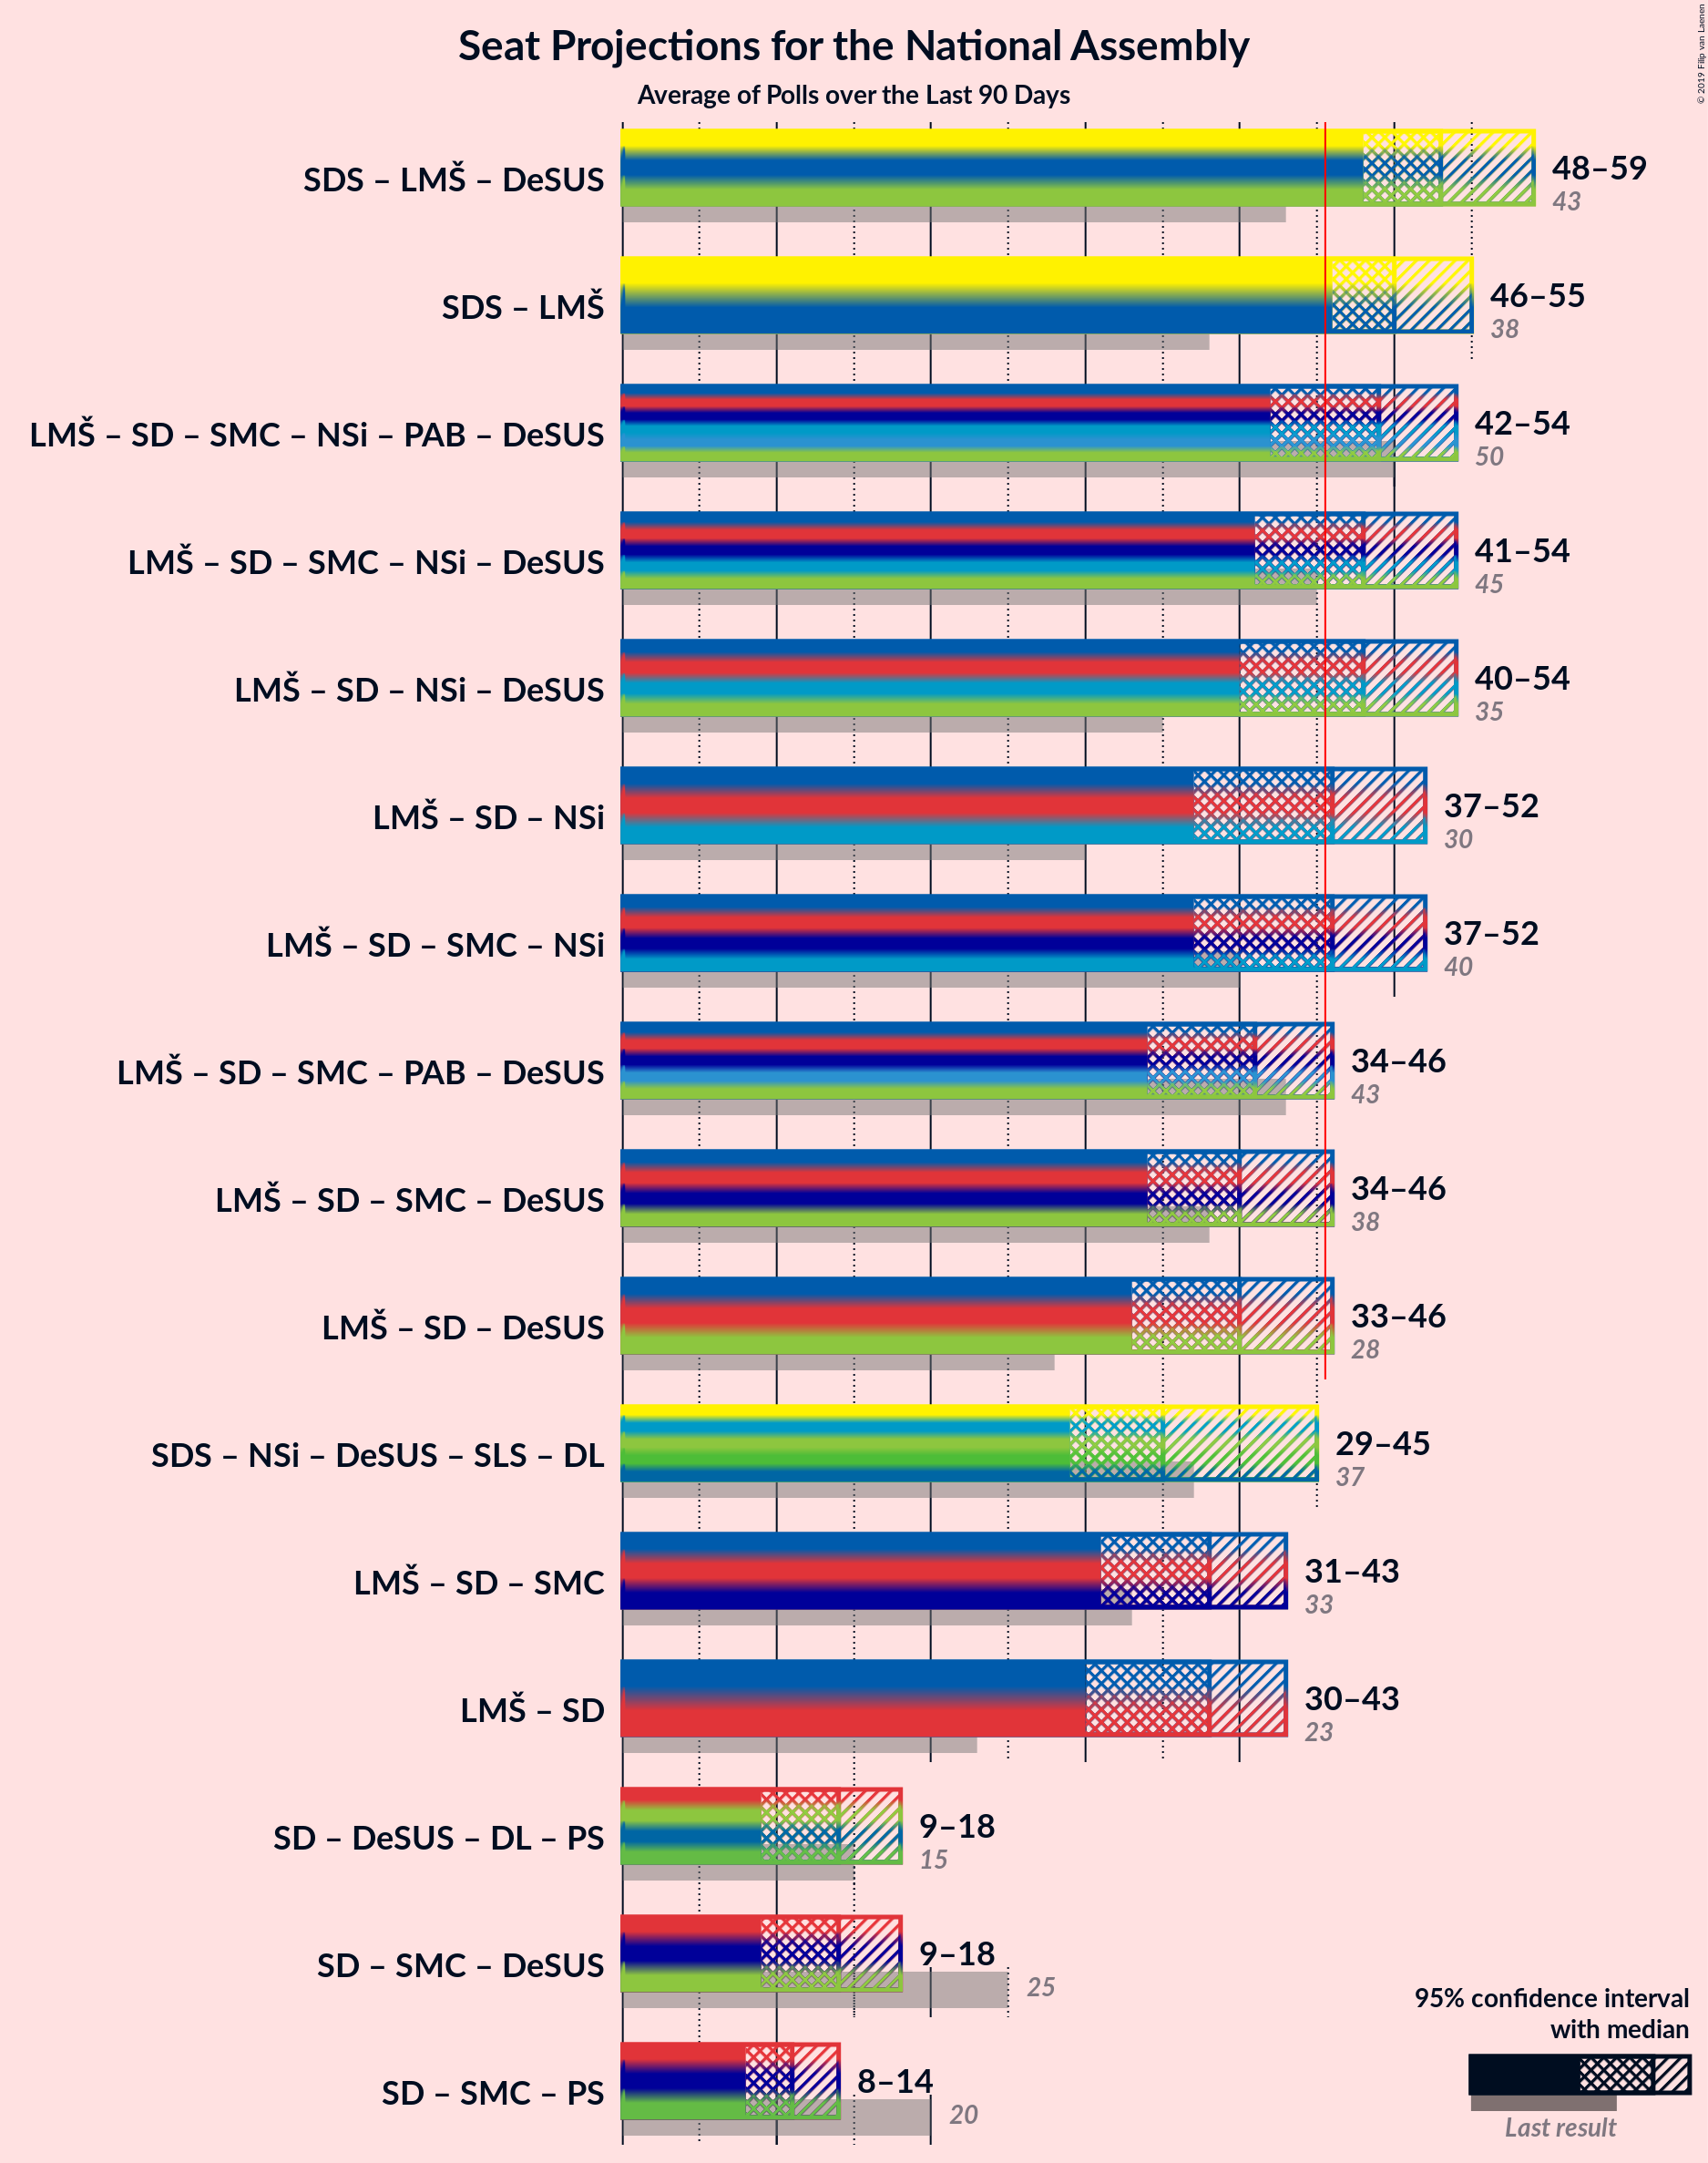 © 2019 Filip van Laenen
Seat Projections for the National Assembly
Average of Polls over the Last 90 Days
SDS – LMŠ – DeSUS
48–59
43
SDS – LMŠ
46–55
38
LMŠ – SD – SMC – NSi – PAB – DeSUS
42–54
50
LMŠ – SD – SMC – NSi – DeSUS
41–54
45
LMŠ – SD – NSi – DeSUS
40–54
35
LMŠ – SD – NSi
37–52
30
LMŠ – SD – SMC – NSi
37–52
40
LMŠ – SD – SMC – PAB – DeSUS
34–46
43
LMŠ – SD – SMC – DeSUS
34–46
38
LMŠ – SD – DeSUS
33–46
28
SDS – NSi – DeSUS – SLS – DL
29–45
37
LMŠ – SD – SMC
31–43
33
LMŠ – SD
30–43
23
SD – DeSUS – DL – PS
9–18
15
SD – SMC – DeSUS
9–18
25
SD – SMC – PS
8–14
20
95% confidence interval
with median
Last result